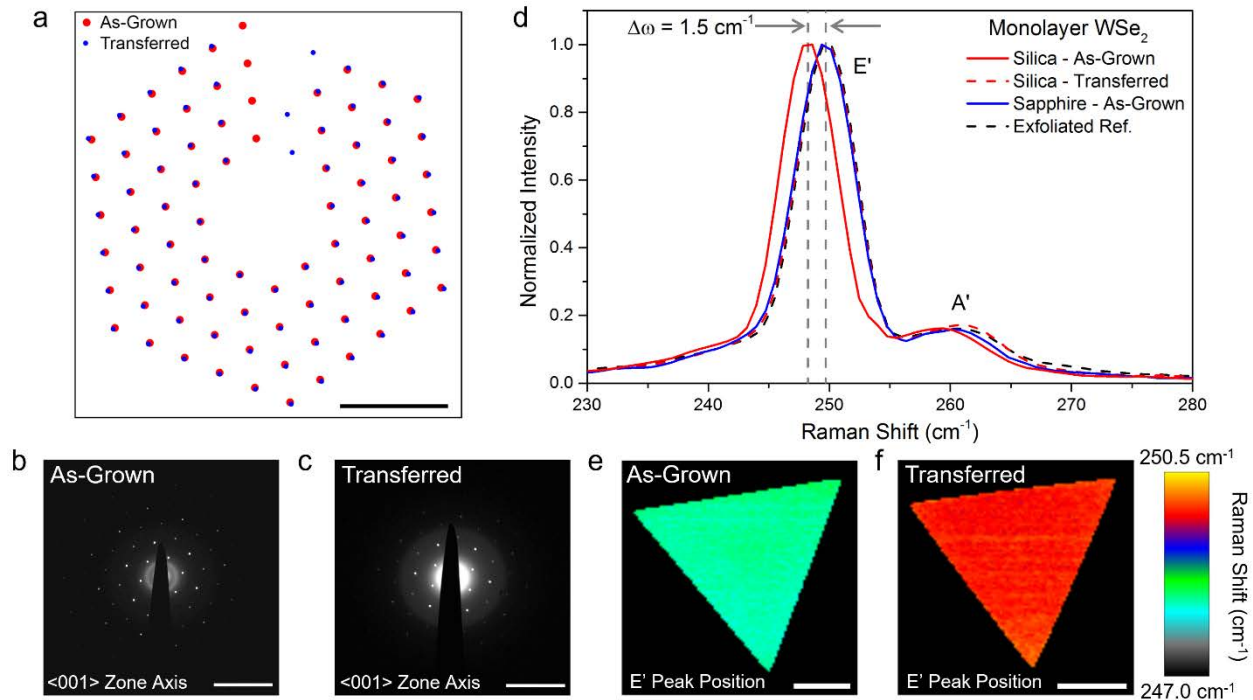 a
As-Grown
Transferred
d
Δω = 1.5 cm⁻¹
Monolayer WSe₂
Silica - As-Grown
Silica - Transferred
Sapphire - As-Grown
Exfoliated Ref.
E'
A'
1.0
0.8
0.6
0.4
0.2
0.0
Normalized Intensity
230 240 250 260 270 280
Raman Shift (cm⁻¹)
b
As-Grown
<001> Zone Axis
c
Transferred
<001> Zone Axis
e
As-Grown
E' Peak Position
f
Transferred
E' Peak Position
250.5 cm⁻¹
Raman Shift (cm⁻¹)
247.0 cm⁻¹